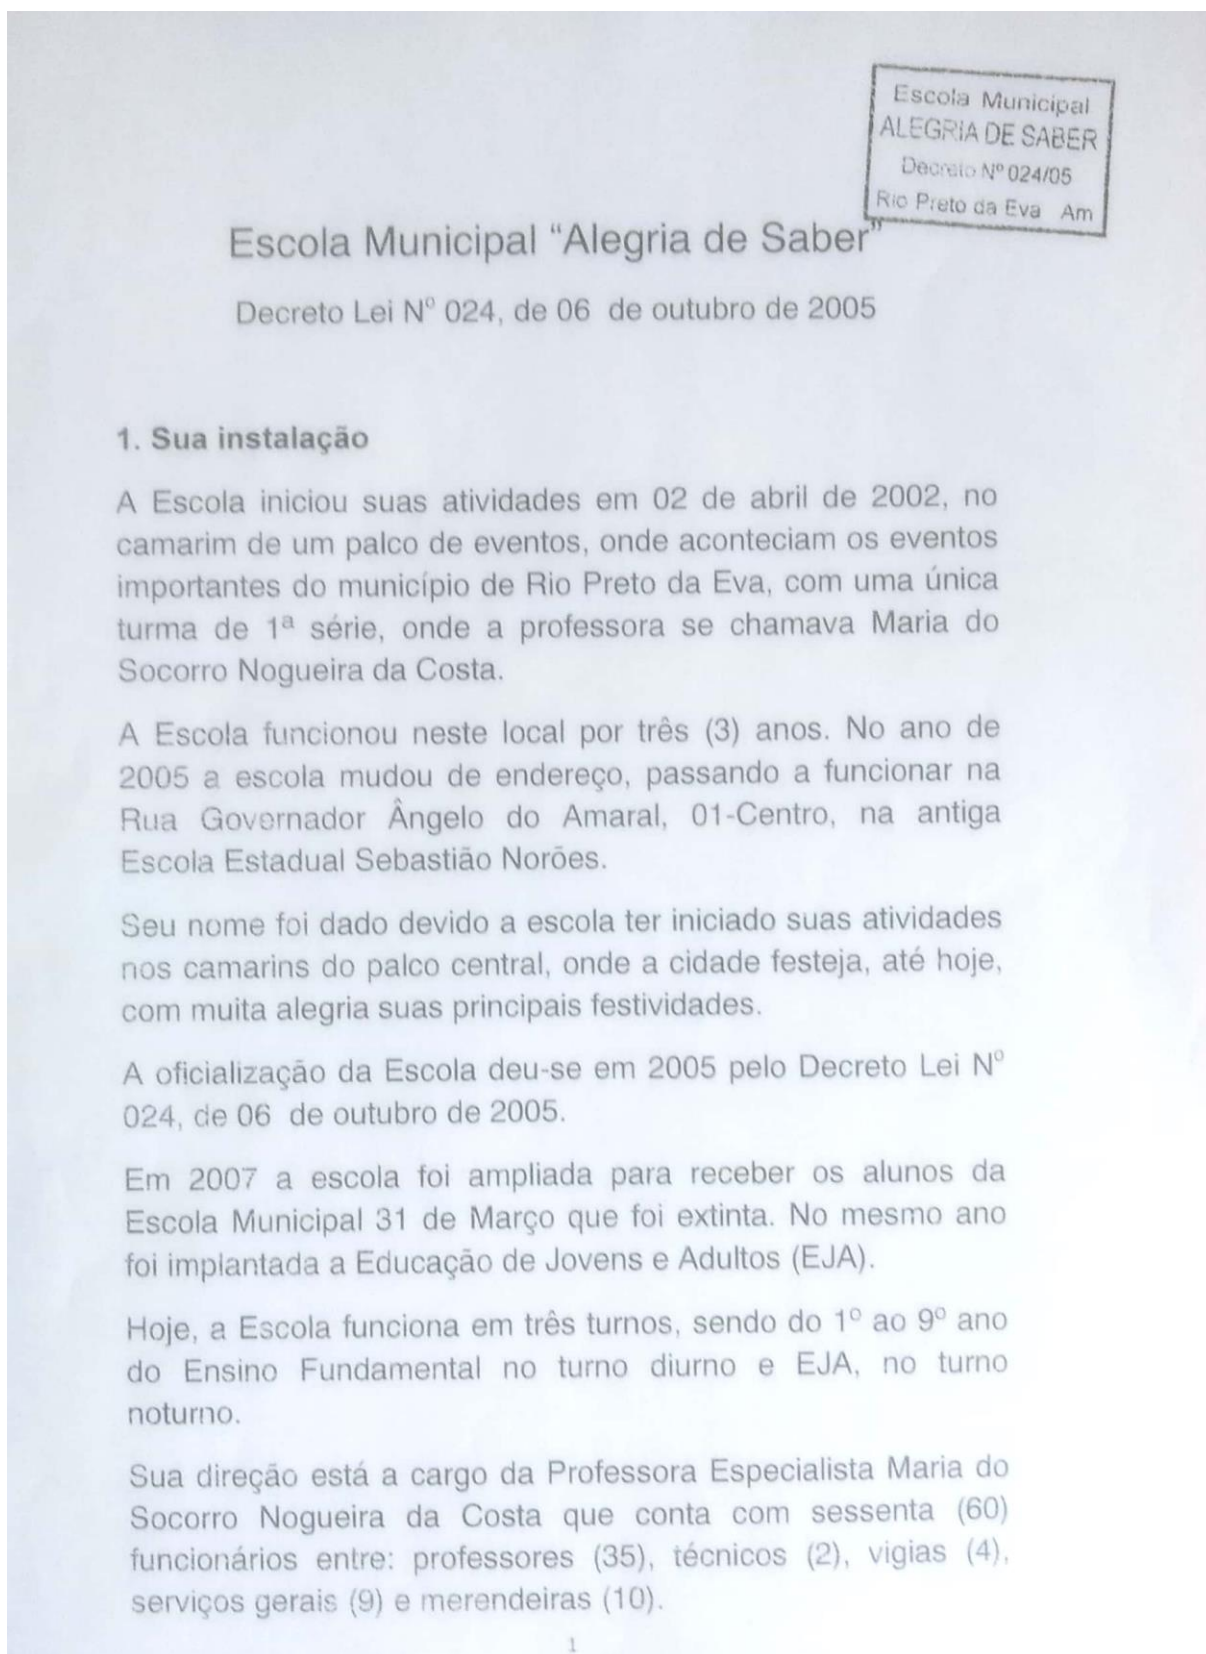 Escola Municipal
ALEGRIA DE SABER
Decreto Nº 024/05
Rio Preto da Eva Am
Escola Municipal “Alegria de Saber”
Decreto Lei Nº 024, de 06 de outubro de 2005
1. Sua instalação
A Escola iniciou suas atividades em 02 de abril de 2002, no
camarim de um palco de eventos, onde aconteciam os eventos
importantes do município de Rio Preto da Eva, com uma única
turma de 1ª série, onde a professora se chamava Maria do
Socorro Nogueira da Costa.
A Escola funcionou neste local por três (3) anos. No ano de
2005 a escola mudou de endereço, passando a funcionar na
Rua Governador Ângelo do Amaral, 01-Centro, na antiga
Escola Estadual Sebastião Norões.
Seu nome foi dado devido a escola ter iniciado suas atividades
nos camarins do palco central, onde a cidade festeja, até hoje,
com muita alegria suas principais festividades.
A oficialização da Escola deu-se em 2005 pelo Decreto Lei Nº
024, de 06 de outubro de 2005.
Em 2007 a escola foi ampliada para receber os alunos da
Escola Municipal 31 de Março que foi extinta. No mesmo ano
foi implantada a Educação de Jovens e Adultos (EJA).
Hoje, a Escola funciona em três turnos, sendo do 1º ao 9º ano
do Ensino Fundamental no turno diurno e EJA, no turno
noturno.
Sua direção está a cargo da Professora Especialista Maria do
Socorro Nogueira da Costa que conta com sessenta (60)
funcionários entre: professores (35), técnicos (2), vigias (4),
serviços gerais (9) e merendeiras (10).
1